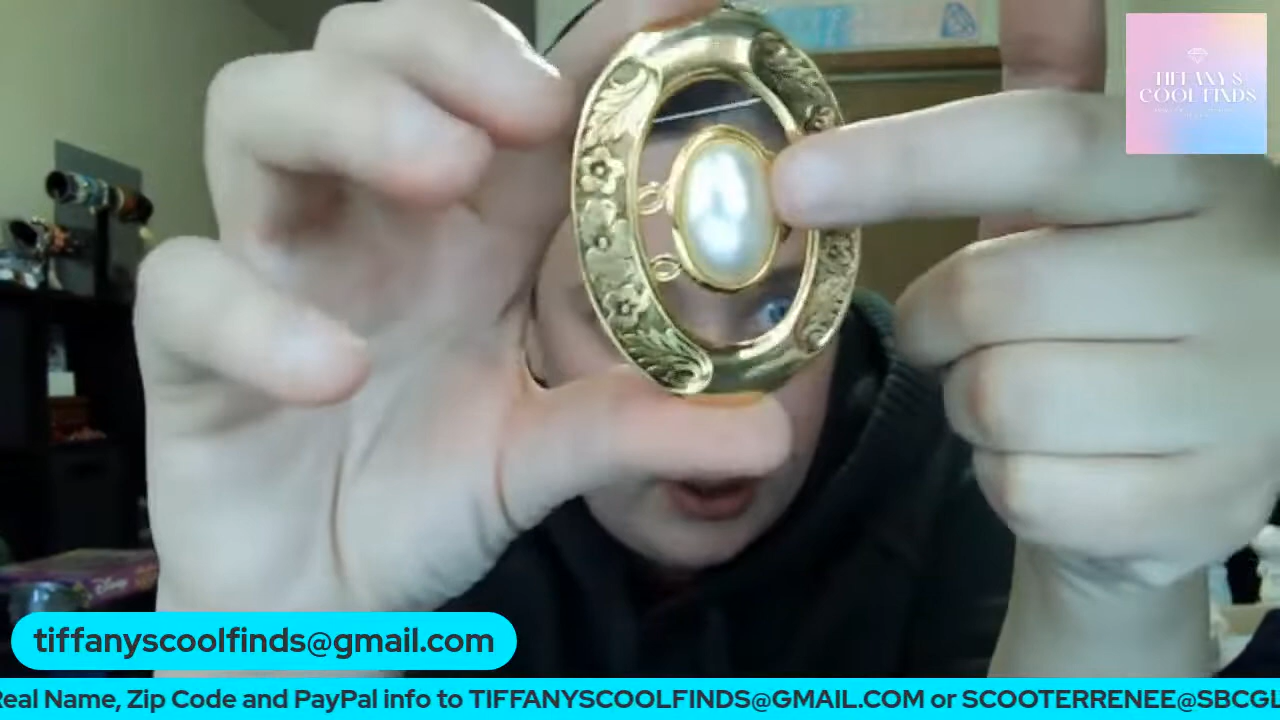 TIFFANY'S
COOL FINDS
Disney
tiffanyscoolfinds@gmail.com
Real Name, Zip Code and PayPal info to TIFFANYSCOOLFINDS@GMAIL.COM or SCOOTERRENEE@SBCGL